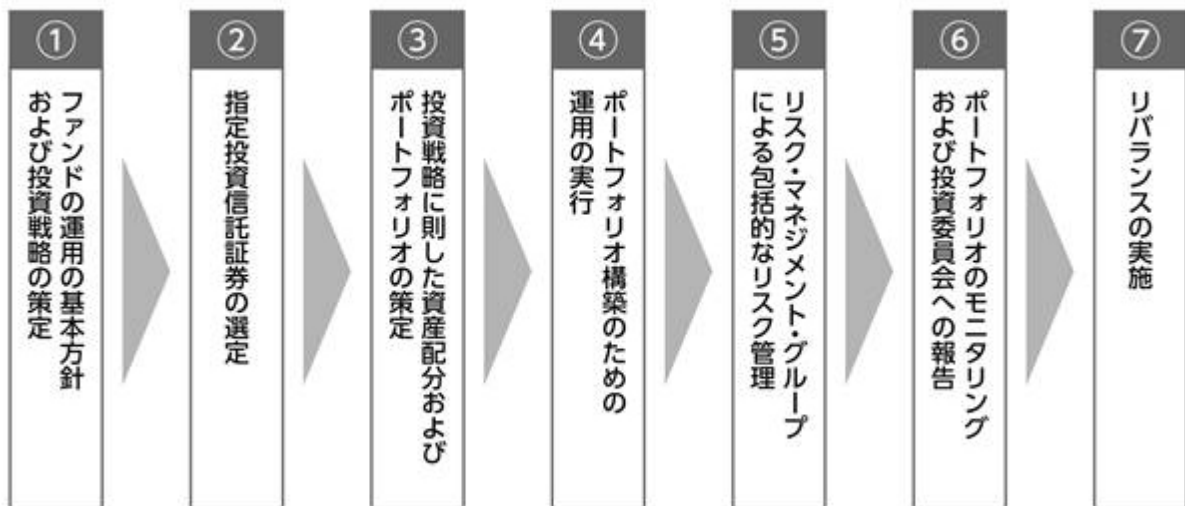 ①
ファンドの運用の基本方針
および投資戦略の策定
②
指定投資信託証券の選定
③
投資戦略に則した資産配分および
ポートフォリオの策定
④
ポートフォリオ構築のための
運用の実行
⑤
リスク・マネジメント・グループ
による包括的なリスク管理
⑥
ポートフォリオのモニタリング
および投資委員会への報告
⑦
リバランスの実施